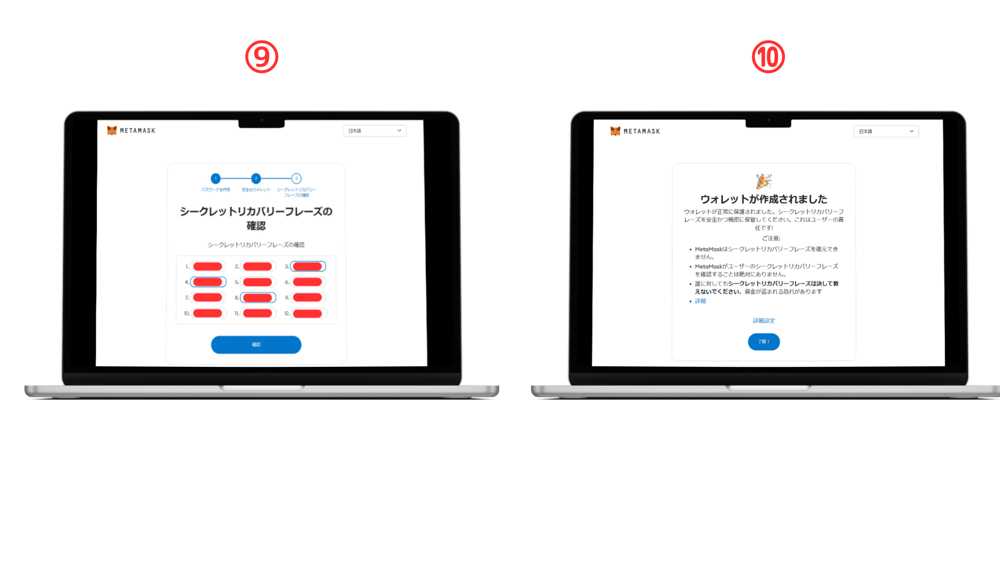 ⑨
METAMASK
日本語
1
2
3
パスワードを作成
安全なウォレット
シークレットリカバリー
フレーズの確認
シークレットリカバリーフレーズの
確認
シークレットリカバリーフレーズの確認
1.
2.
3.
4.
5.
6.
7.
8.
9.
10.
11.
12.
確認
⑩
METAMASK
日本語
ウォレットが作成されました
ウォレットが正常に保護されました。シークレットリカバリーフ
レーズを安全かつ機密に保管してください。これはユーザーの責
任です!
ご注意:
• MetaMaskはシークレットリカバリーフレーズを復元でき
ません。
• MetaMaskがユーザーのシークレットリカバリーフレーズ
を確認することは絶対にありません。
• 誰に対してもシークレットリカバリーフレーズは決して教
えないでください。資金が盗まれる恐れがあります
• 詳細
詳細設定
了解！